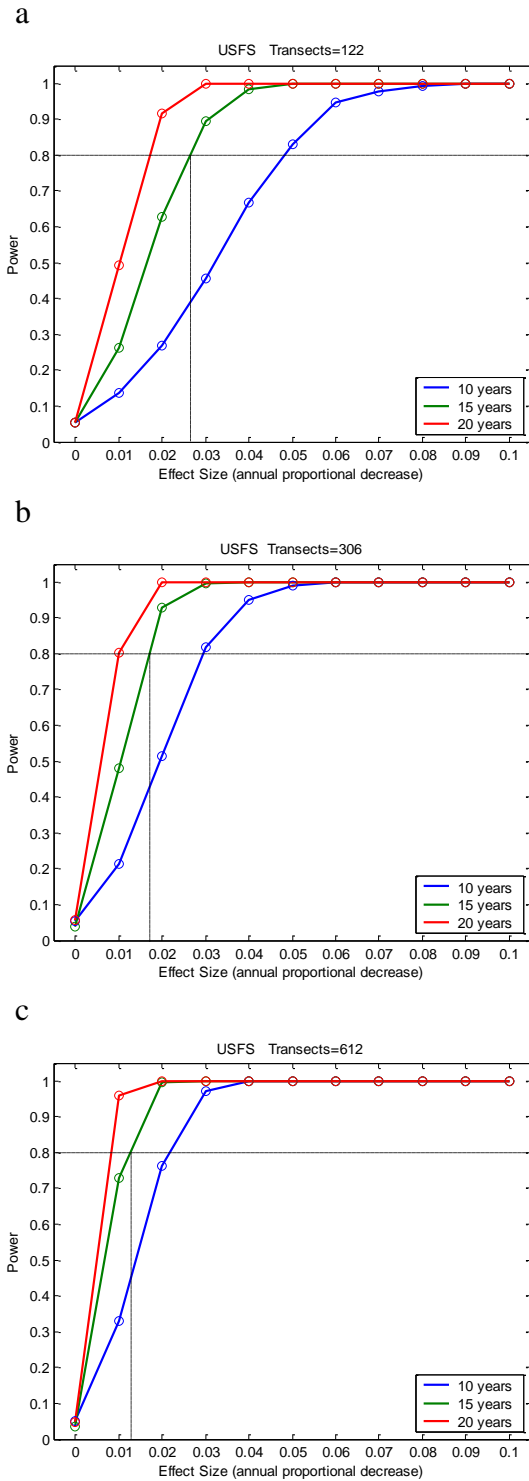 a
USFS Transects=122
1
0.9
0.8
0.7
0.6
0.5
0.4
0.3
0.2
0.1
0
Power
10 years
15 years
20 years
0 0.01 0.02 0.03 0.04 0.05 0.06 0.07 0.08 0.09 0.1
Effect Size (annual proportional decrease)
b
USFS Transects=306
1
0.9
0.8
0.7
0.6
0.5
0.4
0.3
0.2
0.1
0
Power
10 years
15 years
20 years
0 0.01 0.02 0.03 0.04 0.05 0.06 0.07 0.08 0.09 0.1
Effect Size (annual proportional decrease)
c
USFS Transects=612
1
0.9
0.8
0.7
0.6
0.5
0.4
0.3
0.2
0.1
0
Power
10 years
15 years
20 years
0 0.01 0.02 0.03 0.04 0.05 0.06 0.07 0.08 0.09 0.1
Effect Size (annual proportional decrease)